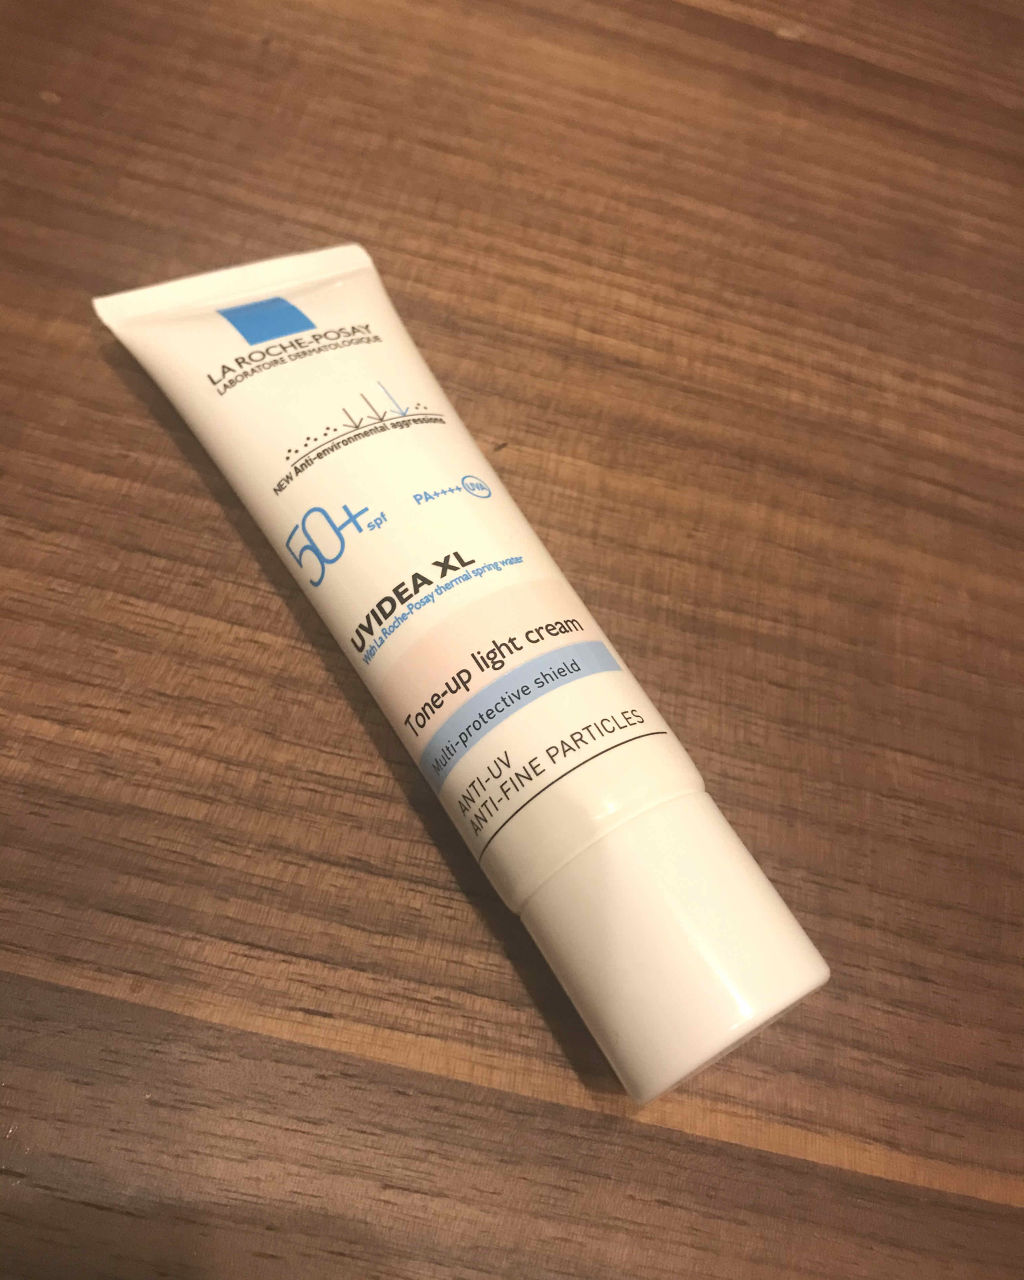 LA ROCHE-POSAY
LABORATOIRE DERMATOLOGIQUE
NEW Anti-environmental aggressions
50+ spf
PA++++ UVA
UVIDEA XL
With La Roche-Posay thermal spring water
Tone-up light cream
Multi-protective shield
ANTI-UV
ANTI-FINE PARTICLES